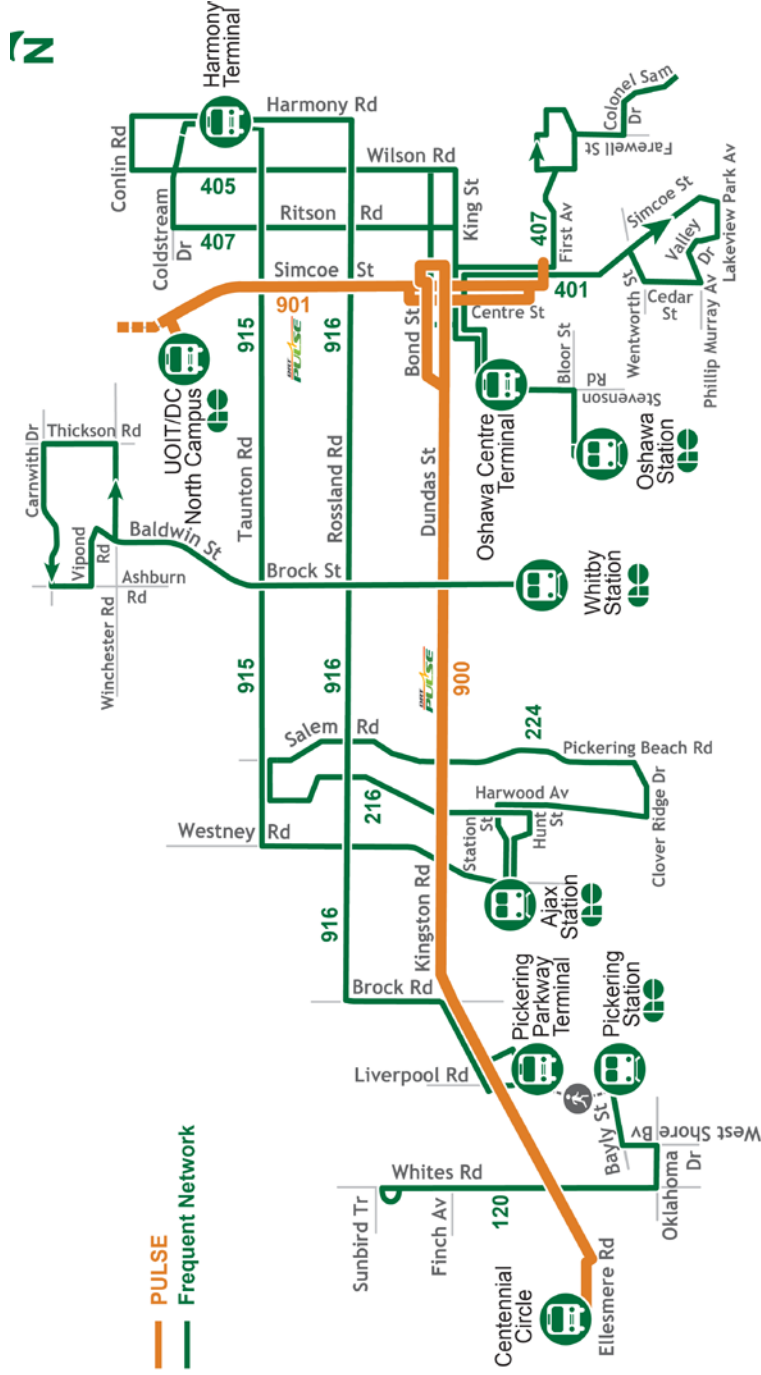 N
Harmony
Terminal
Harmony Rd
Conlin Rd
Wilson Rd
405
Coldstream
Dr
407
Ritson Rd
King St
Simcoe St
901
915
PULSE
916
Bond St
Centre St
407
First Av
401
Colonel Sam
Dr
Farewell St
Simcoe St
Valley
Dr
Lakeview Park Av
Wentworth St
Cedar
St
Phillip Murray Av
UOIT/DC
North Campus
GO
Carnwith Dr
Thickson Rd
Vipond
Rd
Baldwin St
Winchester Rd
Ashburn
Rd
Taunton Rd
Rossland Rd
Dundas St
Oshawa Centre
Terminal
Bloor St
Stevenson
Rd
Oshawa
Station
GO
Brock St
Whitby
Station
GO
915
916
DRT
PULSE
900
Salem Rd
224
Pickering Beach Rd
216
Harwood Av
Station
St
Hunt
St
Clover Ridge Dr
Westney Rd
Ajax
Station
GO
916
Kingston Rd
Brock Rd
Pickering
Parkway
Terminal
Pickering
Station
GO
Liverpool Rd
Bayly St
West Shore Bv
Whites Rd
Sunbird Tr
Finch Av
120
Oklahoma
Dr
Centennial
Circle
Ellesmere Rd
PULSE
Frequent Network